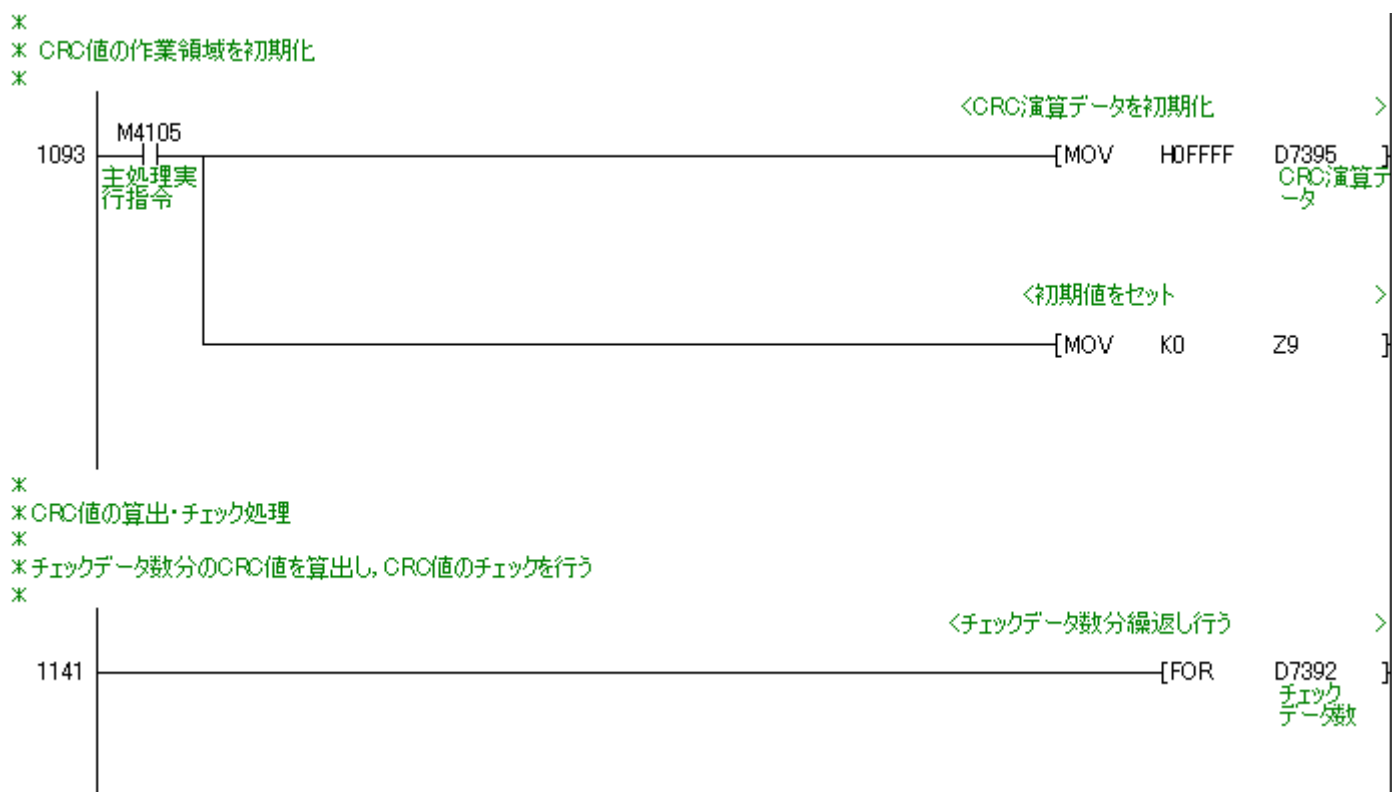 *
* CRC値の作業領域を初期化
*
<CRC演算データを初期化 >
M4105
1093 [MOV H0FFFF D7395 ]
主処理実
行指令
CRC演算デ
ータ
<初期値をセット >
[MOV K0 Z9 ]
*
*CRC値の算出・チェック処理
*
*チェックデータ数分のCRC値を算出し,CRC値のチェックを行う
*
<チェックデータ数分繰返し行う >
1141 [FOR D7392 ]
チェック
データ数